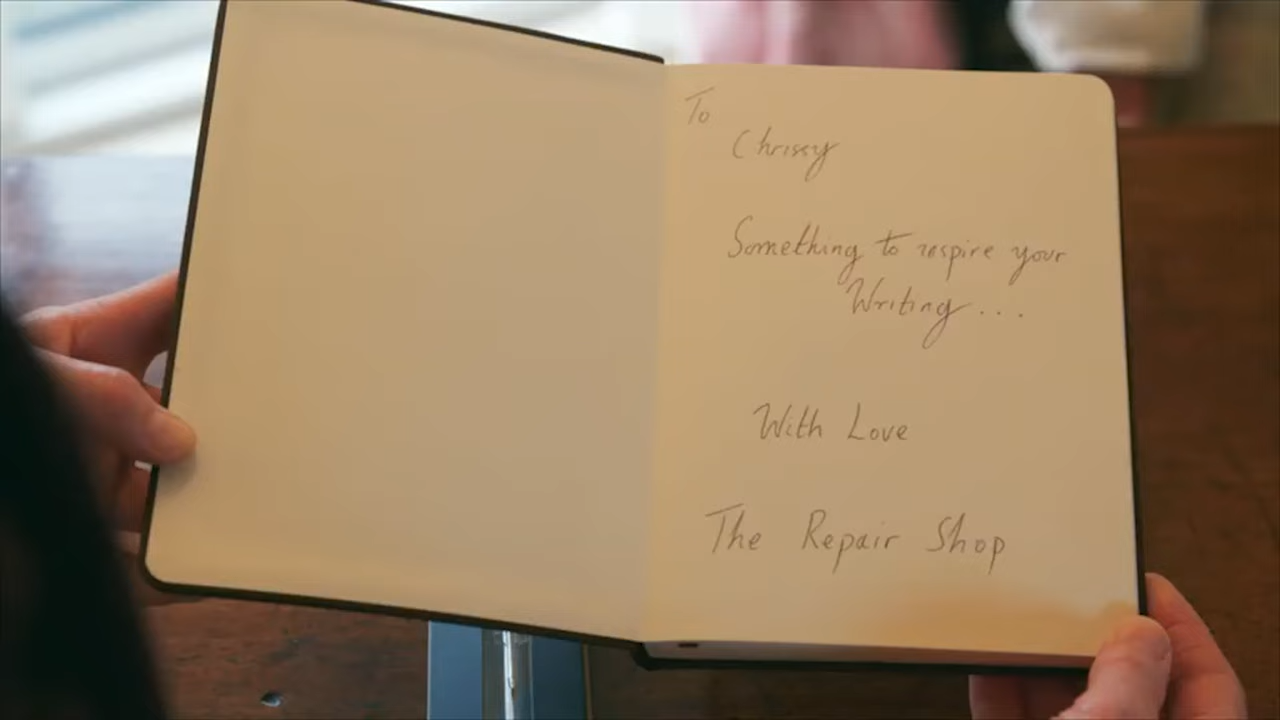 To
Chrissy
Something to inspire your
Writing...
With Love
The Repair Shop